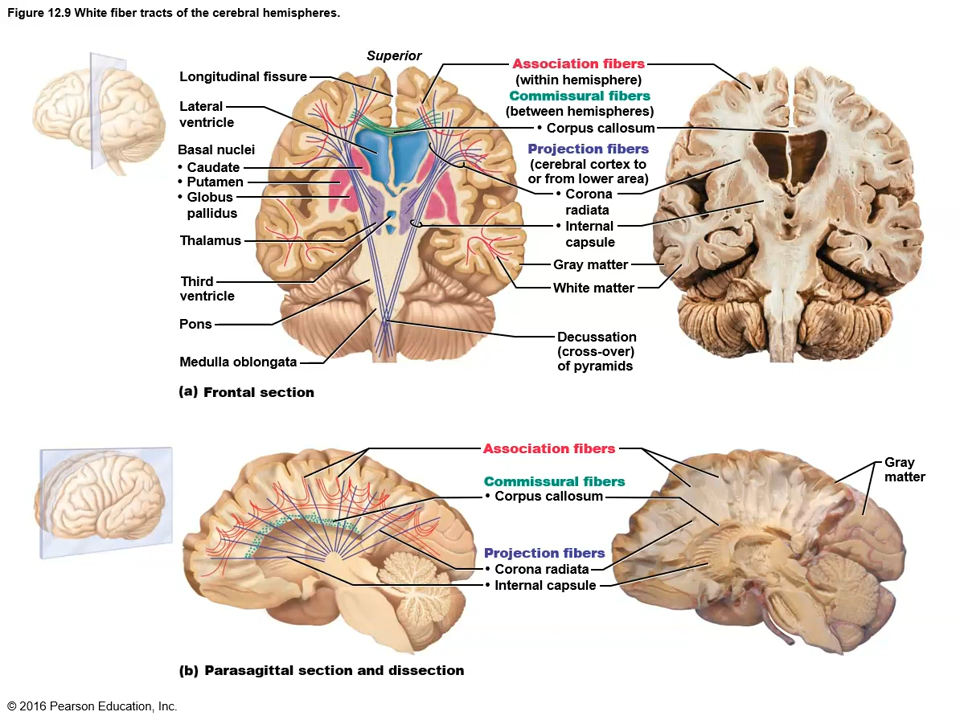 Figure 12.9 White fiber tracts of the cerebral hemispheres.
Superior
Longitudinal fissure
Lateral
ventricle
Basal nuclei
• Caudate
• Putamen
• Globus
pallidus
Thalamus
Third
ventricle
Pons
Medulla oblongata
Association fibers
(within hemisphere)
Commissural fibers
(between hemispheres)
• Corpus callosum
Projection fibers
(cerebral cortex to
or from lower area)
• Corona
radiata
• Internal
capsule
Gray matter
White matter
Decussation
(cross-over)
of pyramids
(a) Frontal section
Association fibers
Commissural fibers
• Corpus callosum
Projection fibers
• Corona radiata
• Internal capsule
Gray
matter
(b) Parasagittal section and dissection
© 2016 Pearson Education, Inc.